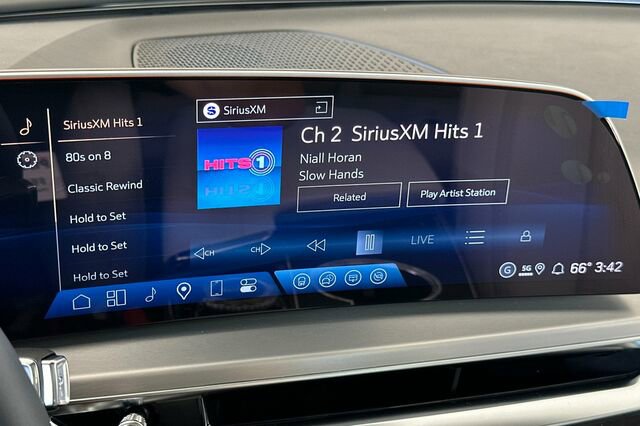 SiriusXM
SiriusXM Hits 1
80s on 8
Classic Rewind
Hold to Set
Hold to Set
Hold to Set
HITS 1
Ch 2 SiriusXM Hits 1
Niall Horan
Slow Hands
Related
Play Artist Station
CH
CH
LIVE
G
5G
66° 3:42